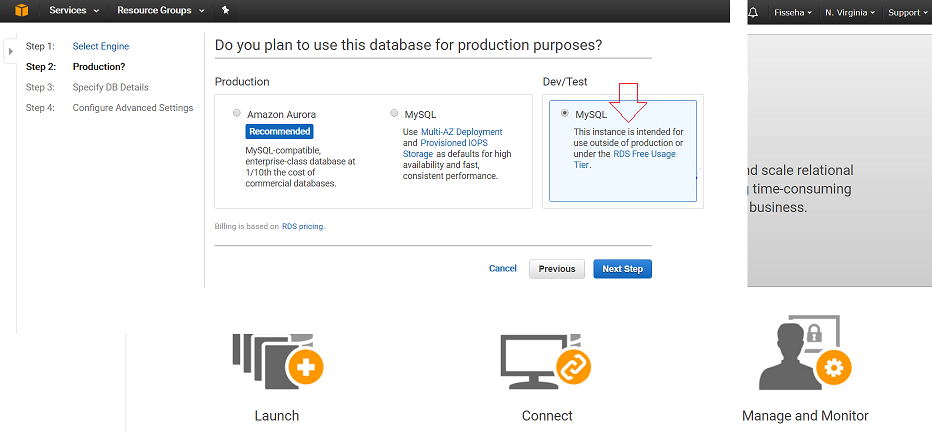 Services
Resource Groups
Fisseha
N. Virginia
Support
Step 1: Select Engine
Step 2: Production?
Step 3: Specify DB Details
Step 4: Configure Advanced Settings
Do you plan to use this database for production purposes?
Production
Amazon Aurora
Recommended
MySQL-compatible,
enterprise-class database at
1/10th the cost of
commercial databases.
MySQL
Use Multi-AZ Deployment
and Provisioned IOPS
Storage as defaults for high
availability and fast,
consistent performance.
Dev/Test
MySQL
This instance is intended for
use outside of production or
under the RDS Free Usage
Tier.
Billing is based on RDS pricing.
Cancel
Previous
Next Step
and scale relational
time-consuming
business.
Launch
Connect
Manage and Monitor